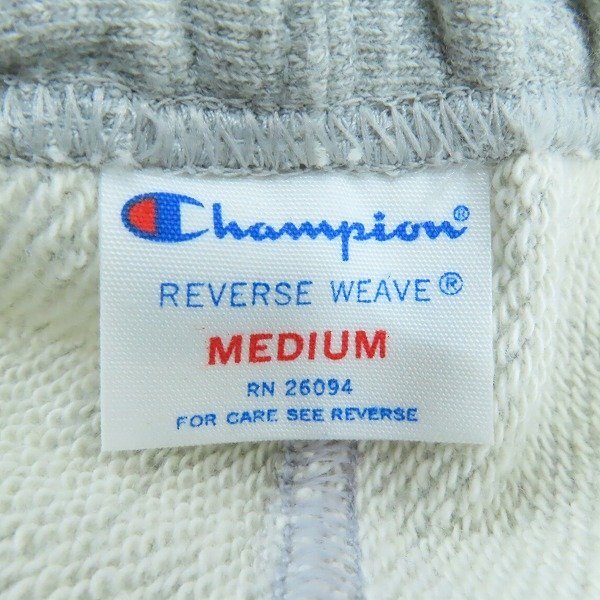 Champion®
REVERSE WEAVE®
MEDIUM
RN 26094
FOR CARE SEE REVERSE